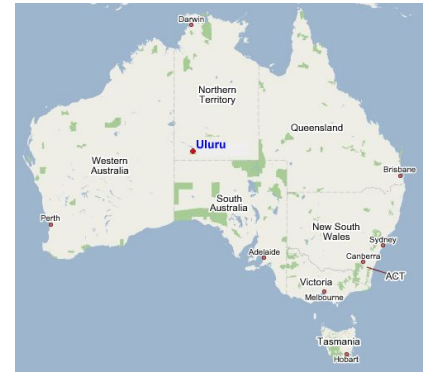 Darwin
Northern
Territory
Uluru
Queensland
Western
Australia
Brisbane
South
Australia
Perth
New South
Wales
Sydney
Adelaide
Canberra
ACT
Victoria
Melbourne
Tasmania
Hobart